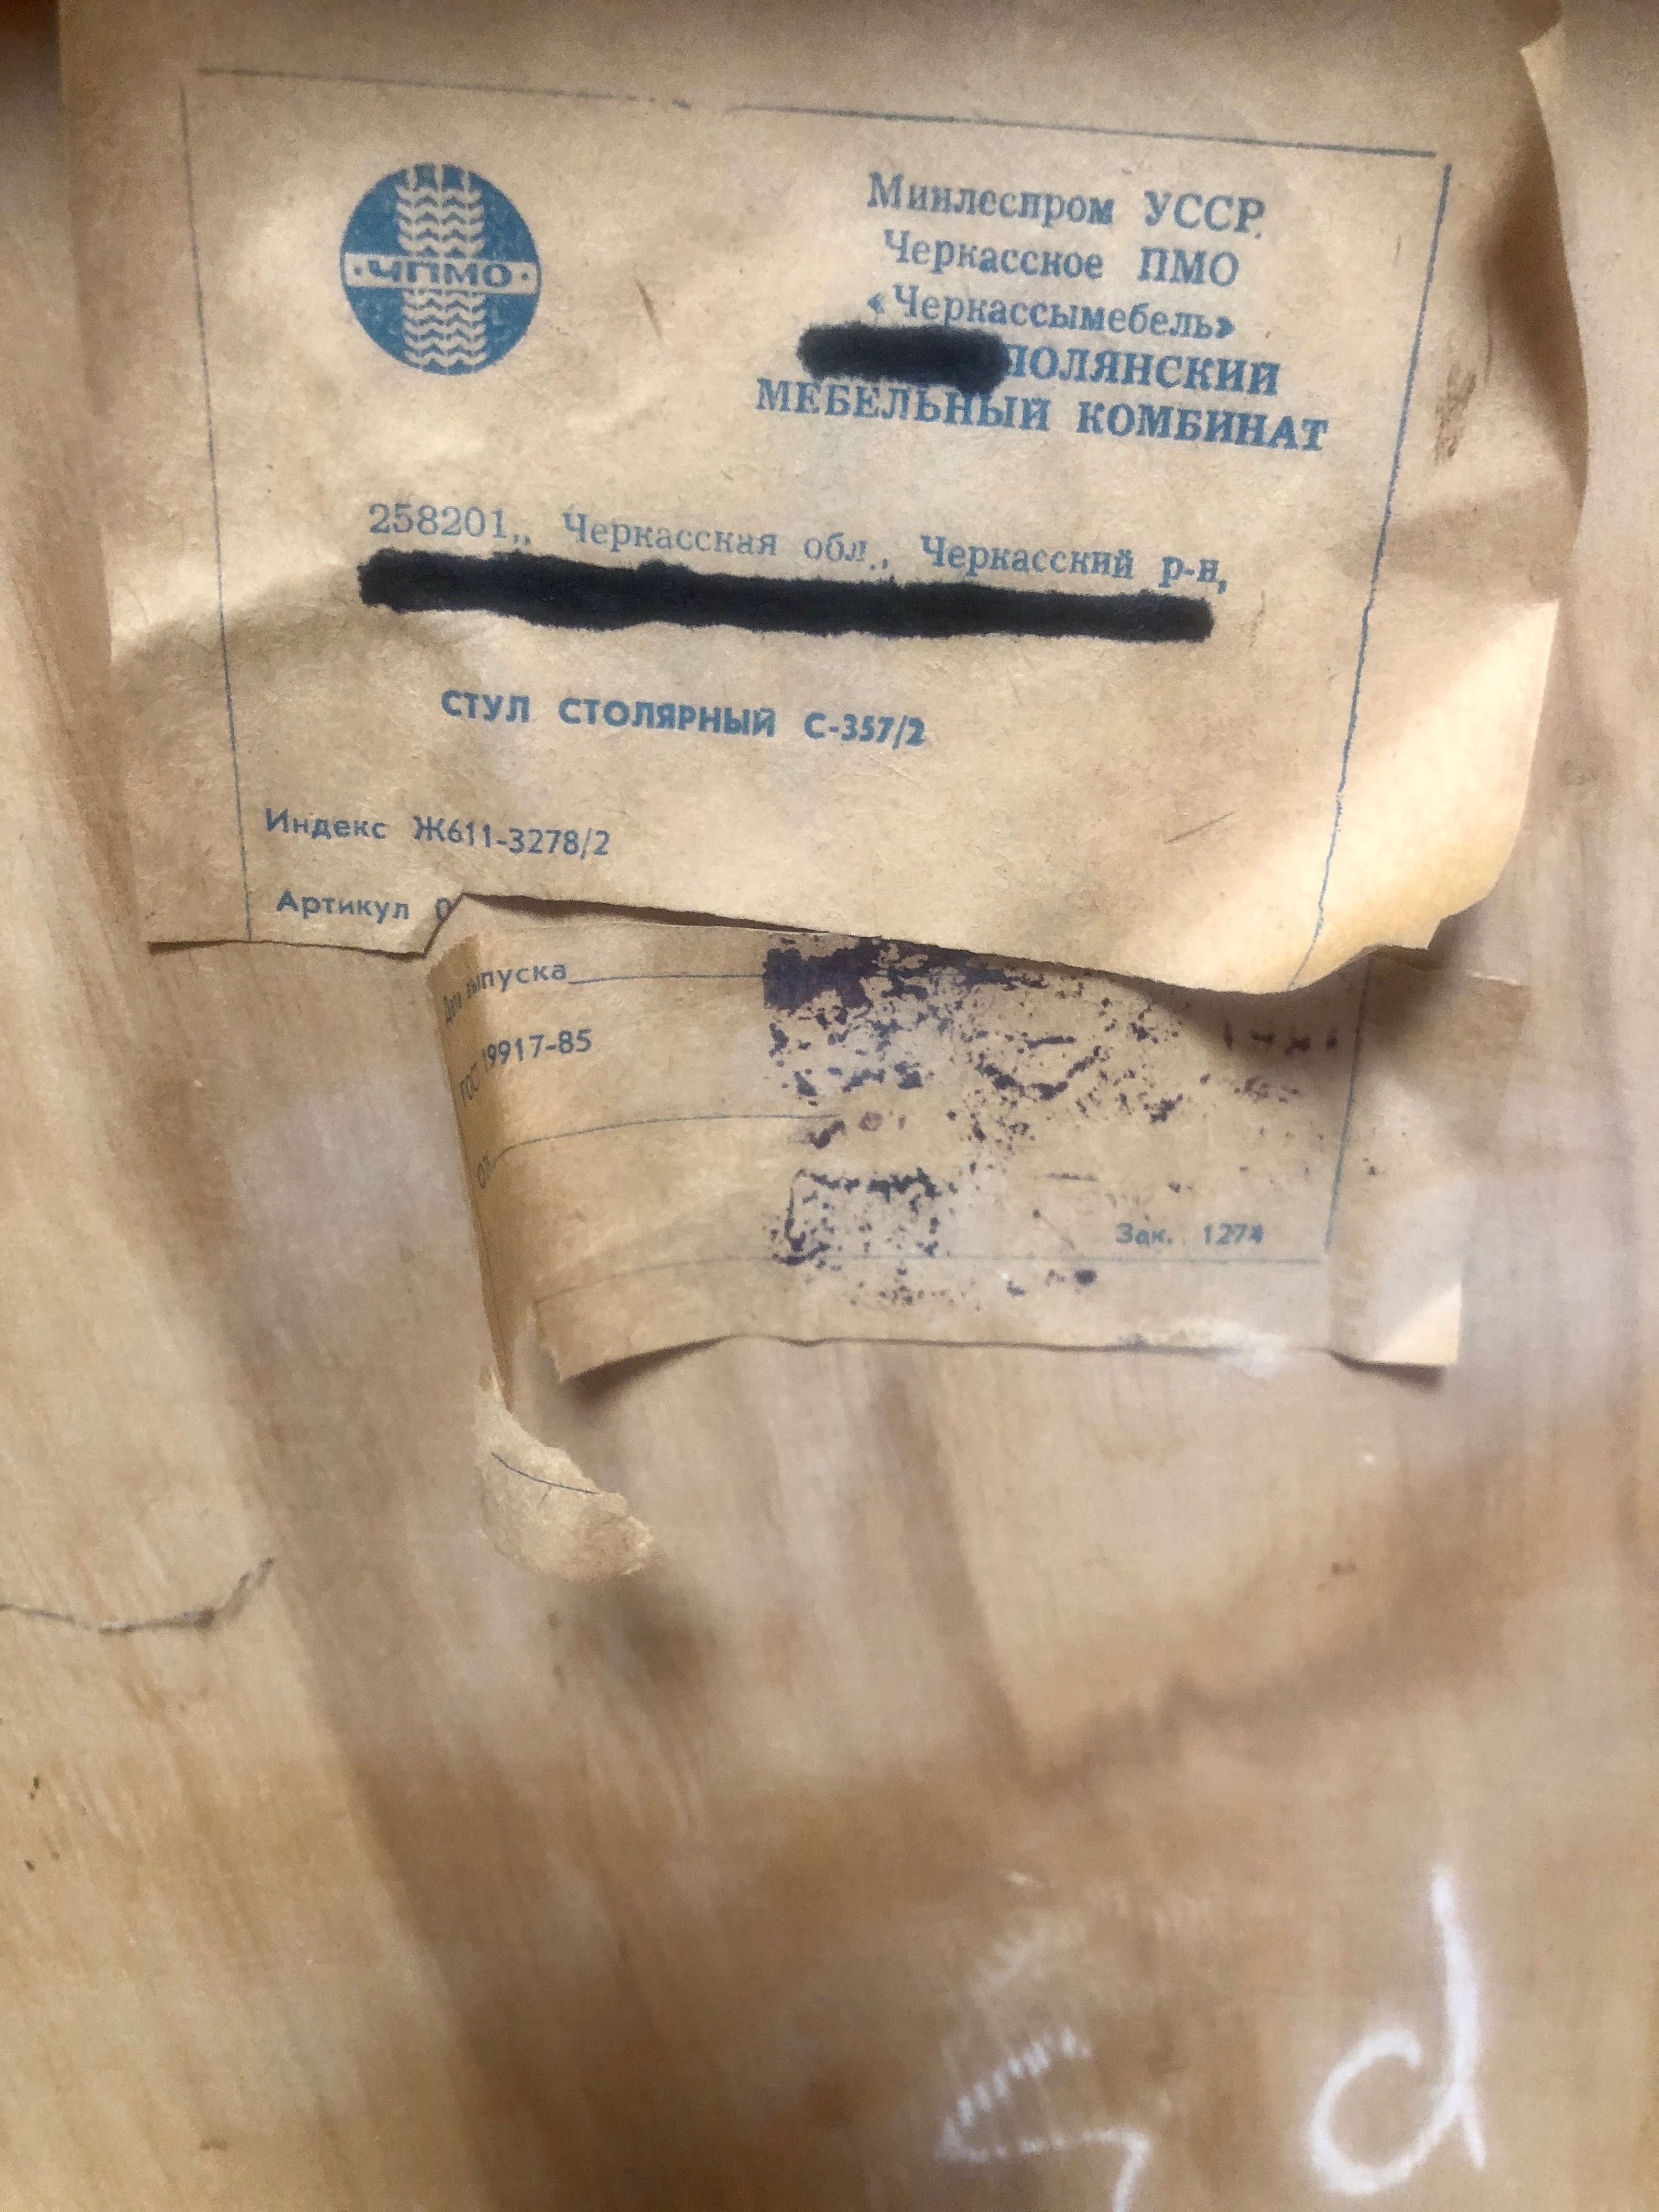 ·ЧПМО·
Минлеспром УССР
Черкасское ПМО
«Черкассымебель»
ПОЛЯНСКИЙ
МЕБЕЛЬНЫЙ КОМБИНАТ
258201,, Черкасская обл., Черкасский р-н,
СТУЛ СТОЛЯРНЫЙ С-357/2
Индекс Ж611-3278/2
Артикул 0
Дата выпуска
ГОСТ 19917-85
Зак. 1274
d